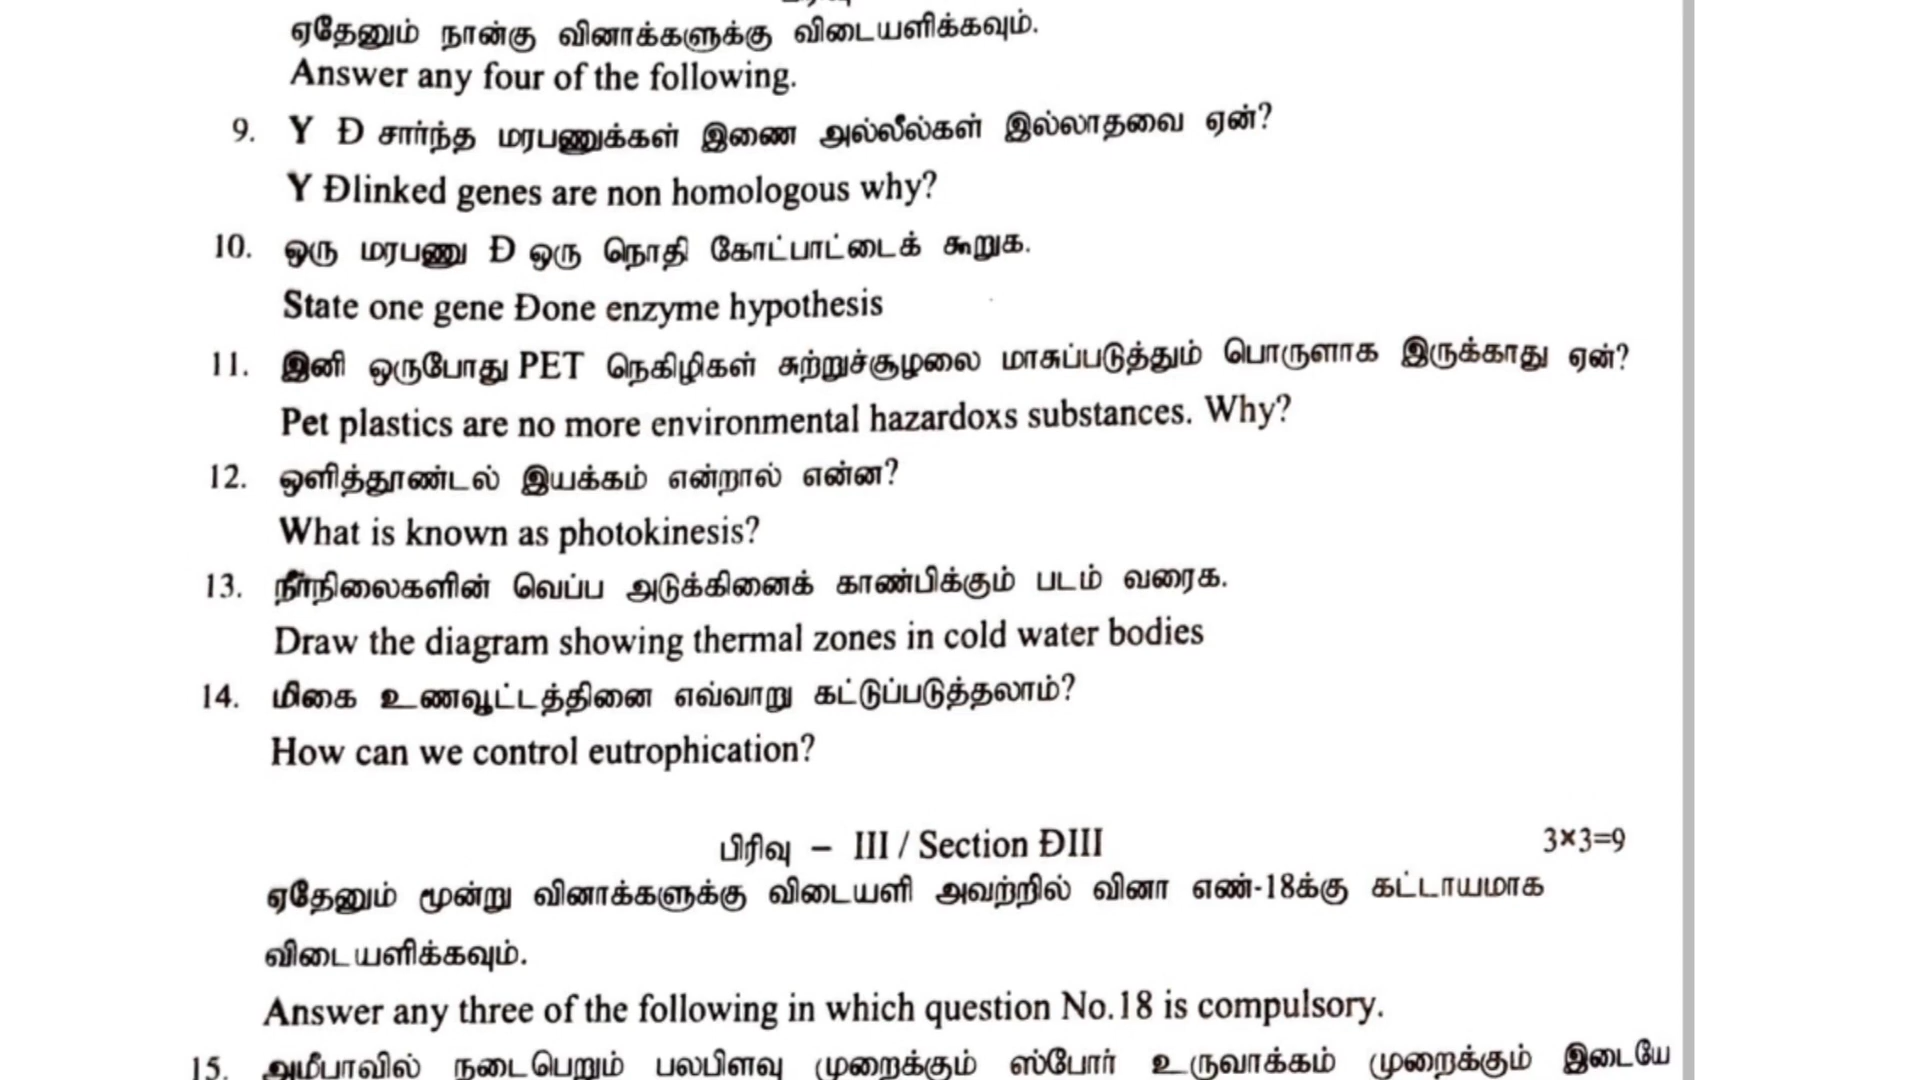 ஏதேனும் நான்கு வினாக்களுக்கு விடையளிக்கவும்.
Answer any four of the following.
9. Y Ð சார்ந்த மரபணுக்கள் இணை அல்லீல்கள் இல்லாதவை ஏன்?
Y Ðlinked genes are non homologous why?
10. ஒரு மரபணு Ð ஒரு நொதி கோட்பாட்டைக் கூறுக.
State one gene Ðone enzyme hypothesis
11. இனி ஒருபோது PET நெகிழிகள் சுற்றுச்சூழலை மாசுப்படுத்தும் பொருளாக இருக்காது ஏன்?
Pet plastics are no more environmental hazardoxs substances. Why?
12. ஒளித்தூண்டல் இயக்கம் என்றால் என்ன?
What is known as photokinesis?
13. நீர்நிலைகளின் வெப்ப அடுக்கினைக் காண்பிக்கும் படம் வரைக.
Draw the diagram showing thermal zones in cold water bodies
14. மிகை உணவூட்டத்தினை எவ்வாறு கட்டுப்படுத்தலாம்?
How can we control eutrophication?
பிரிவு – III / Section ÐIII 3×3=9
ஏதேனும் மூன்று வினாக்களுக்கு விடையளி அவற்றில் வினா எண்-18க்கு கட்டாயமாக
விடையளிக்கவும்.
Answer any three of the following in which question No.18 is compulsory.
15. அமீபாவில் நடைபெறும் பலபிளவு முறைக்கும் ஸ்போர் உருவாக்கம் முறைக்கும் இடையே